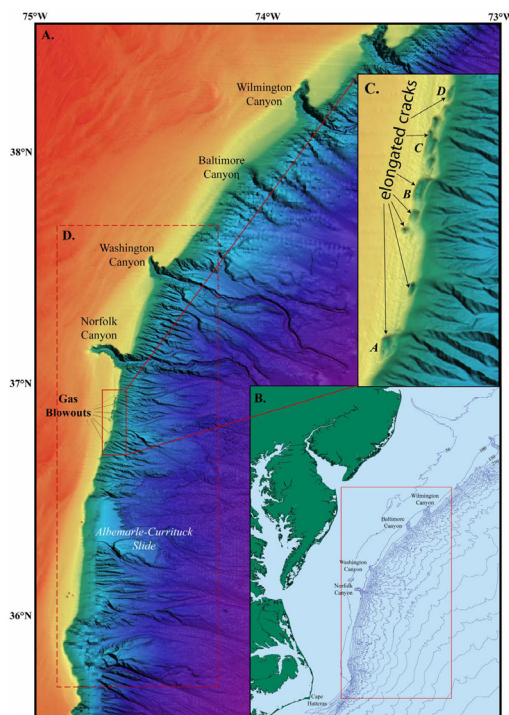 75°W
74°W
73°W
A.
38°N
37°N
36°N
Wilmington
Canyon
Baltimore
Canyon
Washington
Canyon
Norfolk
Canyon
D.
Gas
Blowouts
Albemarle-Currituck
Slide
C.
elongated cracks
D
C
B
A
B.
Wilmington
Canyon
Baltimore
Canyon
Washington
Canyon
Norfolk
Canyon
Cape
Hatteras